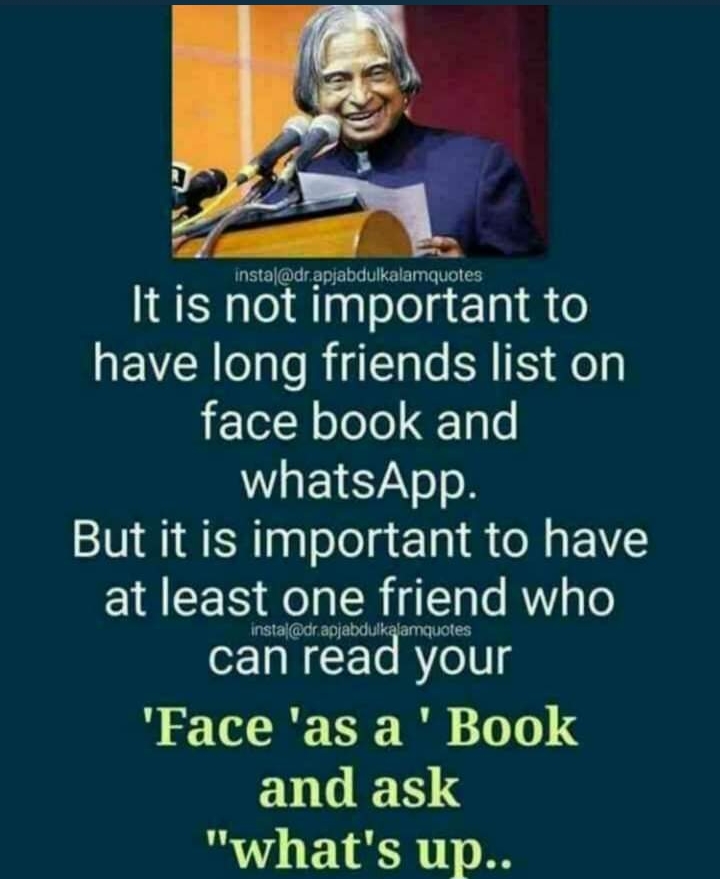 insta|@dr.apjabdulkalamquotes
It is not important to
have long friends list on
face book and
whatsApp.
But it is important to have
at least one friend who
insta|@dr.apjabdulkalamquotes
can read your
'Face 'as a ' Book
and ask
"what's up..